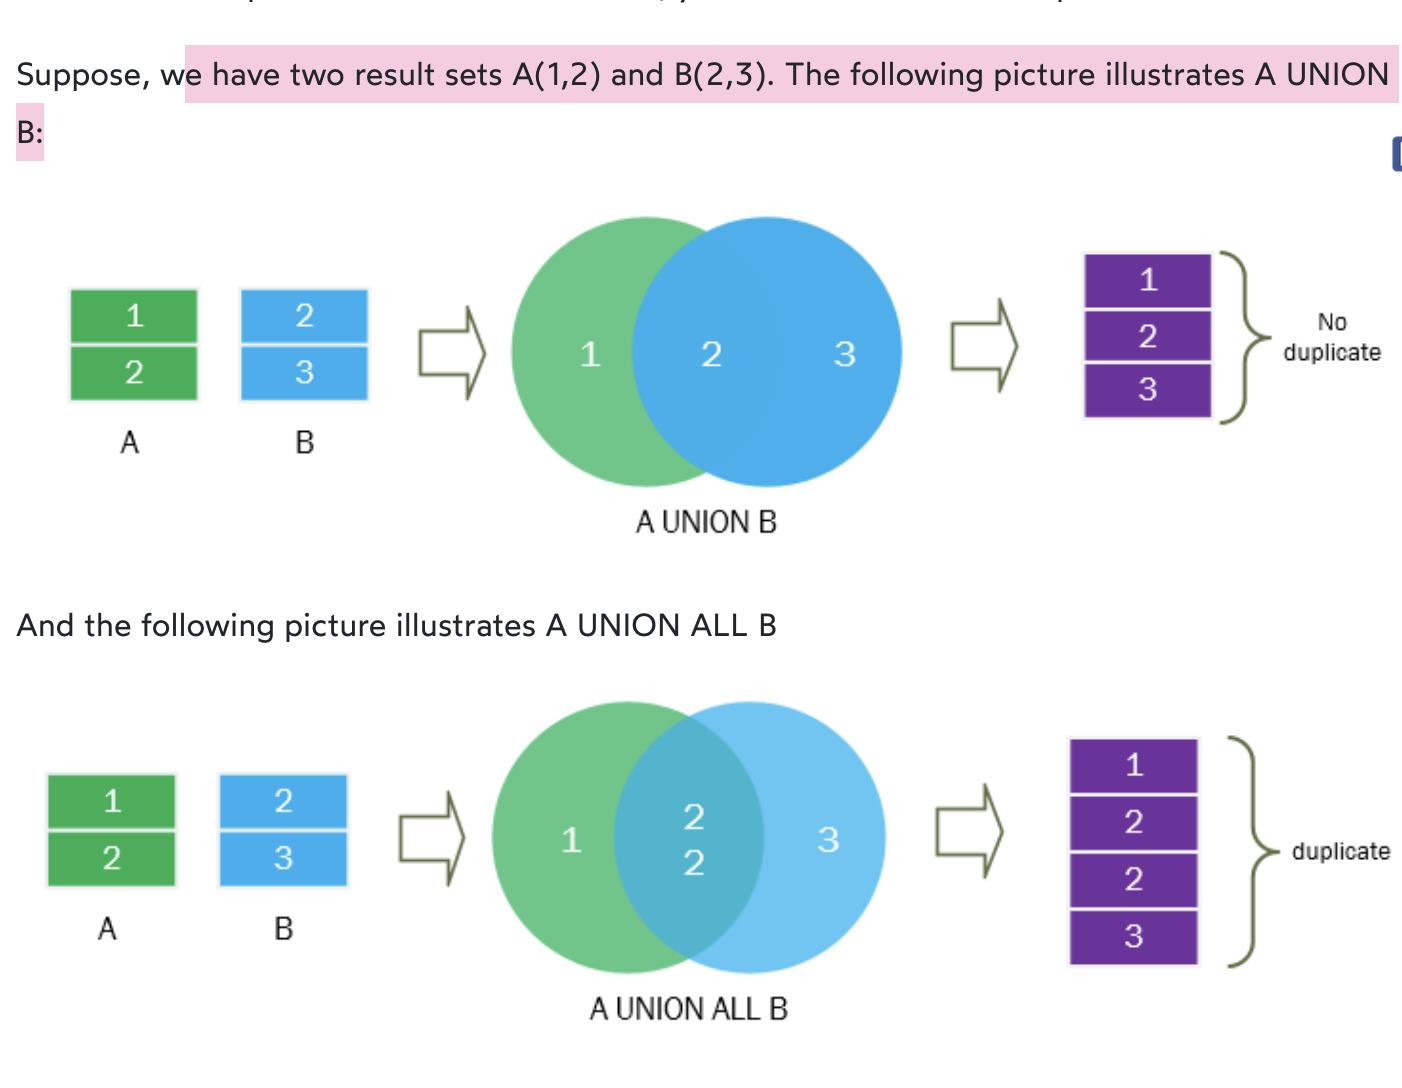 Suppose, we have two result sets A(1,2) and B(2,3). The following picture illustrates A UNION
B:
1
2
A
2
3
B
1
2
3
A UNION B
1
2
3
No
duplicate
And the following picture illustrates A UNION ALL B
1
2
A
2
3
B
1
2
2
3
A UNION ALL B
1
2
2
3
duplicate